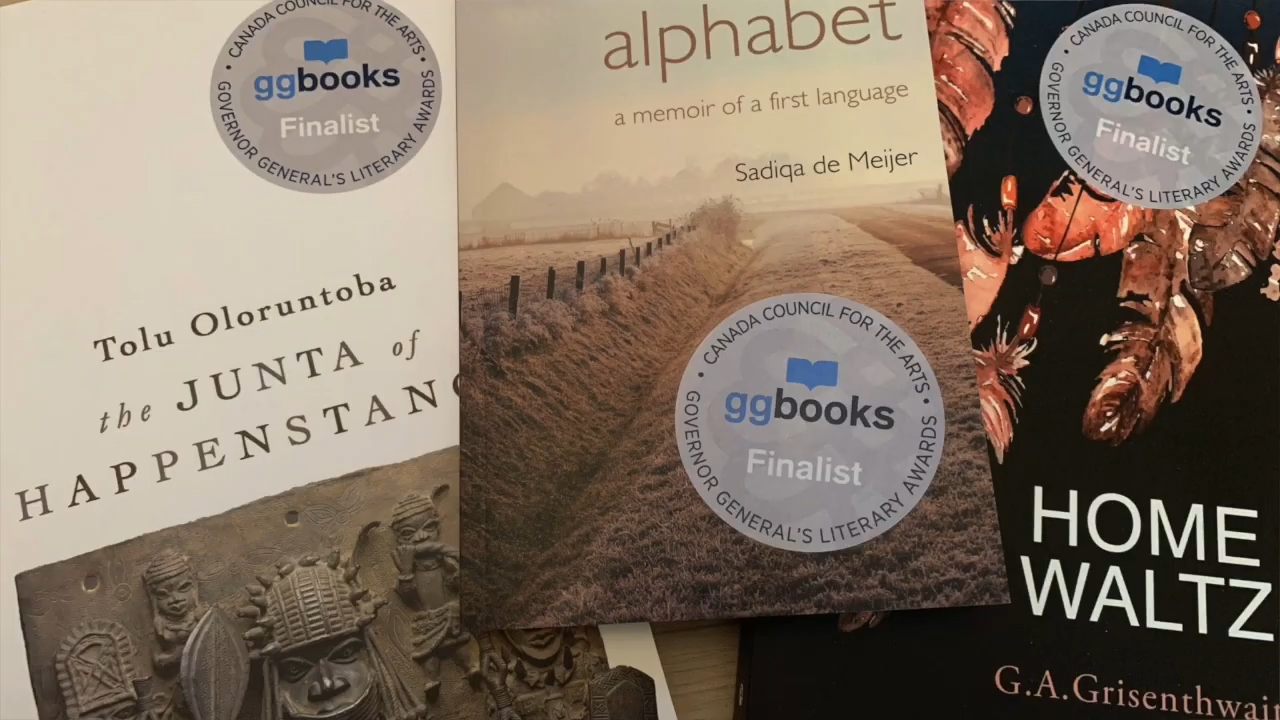 CANADA COUNCIL FOR THE ARTS
ggbooks
Finalist
GOVERNOR GENERAL'S LITERARY AWARDS
Tolu Oloruntoba
the JUNTA of
HAPPENSTANC
alphabet
a memoir of a first language
Sadiqa de Meijer
CANADA COUNCIL FOR THE ARTS
ggbooks
Finalist
GOVERNOR GENERAL'S LITERARY AWARDS
CANADA COUNCIL FOR THE ARTS
ggbooks
Finalist
GOVERNOR GENERAL'S LITERARY AWARDS
HOME
WALTZ
G.A.Grisenthwait